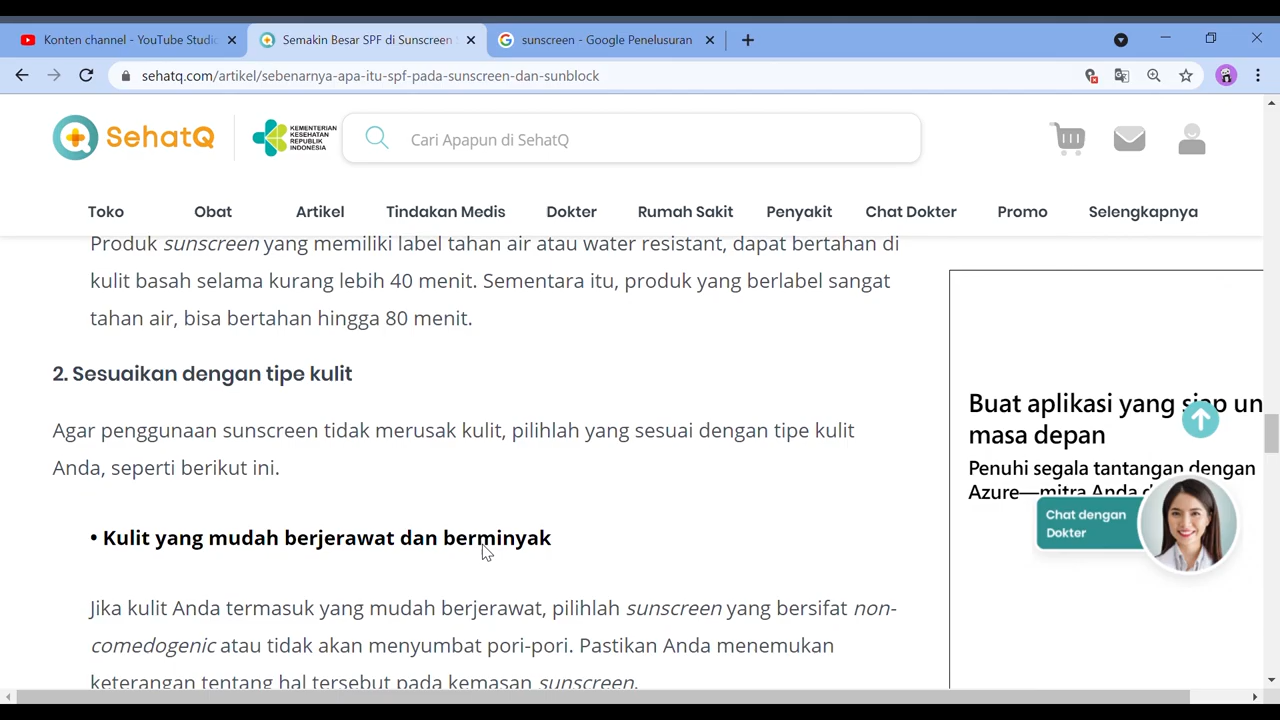 Konten channel - YouTube Studi
Semakin Besar SPF di Sunscreen
sunscreen - Google Penelusuran
sehatq.com/artikel/sebenarnya-apa-itu-spf-pada-sunscreen-dan-sunblock
SehatQ
KEMENTERIAN
KESEHATAN
REPUBLIK
INDONESIA
Cari Apapun di SehatQ
Toko Obat Artikel Tindakan Medis Dokter Rumah Sakit Penyakit Chat Dokter Promo Selengkapnya
Produk sunscreen yang memiliki label tahan air atau water resistant, dapat bertahan di
kulit basah selama kurang lebih 40 menit. Sementara itu, produk yang berlabel sangat
tahan air, bisa bertahan hingga 80 menit.
2. Sesuaikan dengan tipe kulit
Agar penggunaan sunscreen tidak merusak kulit, pilihlah yang sesuai dengan tipe kulit
Anda, seperti berikut ini.
• Kulit yang mudah berjerawat dan berminyak
Jika kulit Anda termasuk yang mudah berjerawat, pilihlah sunscreen yang bersifat non-
comedogenic atau tidak akan menyumbat pori-pori. Pastikan Anda menemukan
keterangan tentang hal tersebut pada kemasan sunscreen.
Buat aplikasi yang siap un
masa depan
Penuhi segala tantangan dengan
Azure—mitra Anda
Chat dengan
Dokter